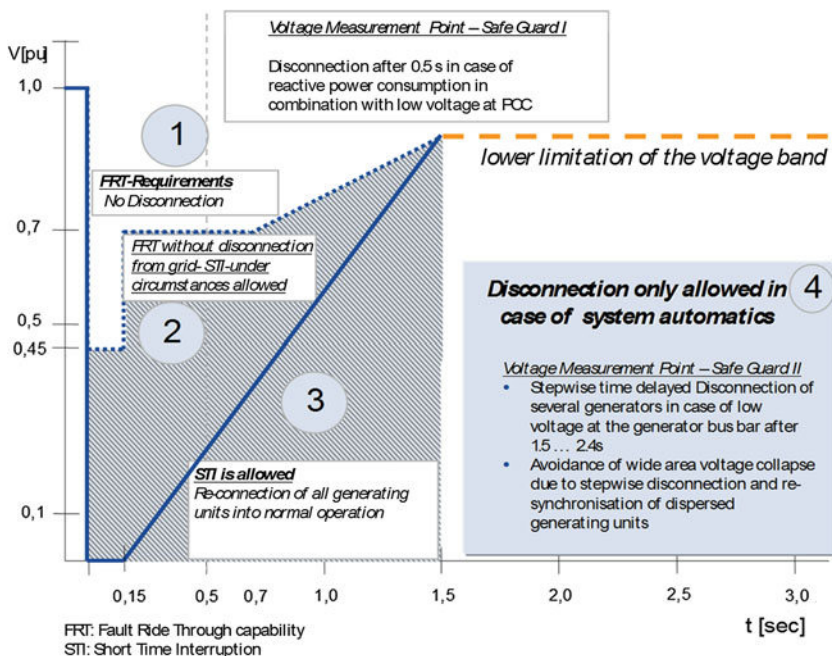 Voltage Measurement Point – Safe Guard I
Disconnection after 0.5 s in case of
reactive power consumption in
combination with low voltage at PCC
V[pu]
1,0
1
FRT-Requirements
No Disconnection
lower limitation of the voltage band
0,7
FRT without disconnection
from grid- STI-under
circumstances allowed
4
Disconnection only allowed in
case of system automatics
0,5
2
0,45
Voltage Measurement Point – Safe Guard II
• Stepwise time delayed Disconnection of
several generators in case of low
voltage at the generator bus bar after
1.5 … 2.4s
• Avoidance of wide area voltage collapse
due to stepwise disconnection and re-
synchronisation of dispersed
generating units
3
STI is allowed
Re-connection of all generating
units into normal operation
0,1
0,15
0,5
0,7
1,0
1,5
2,0
2,5
3,0
t [sec]
FRT: Fault Ride Through capability
STI: Short Time Interruption